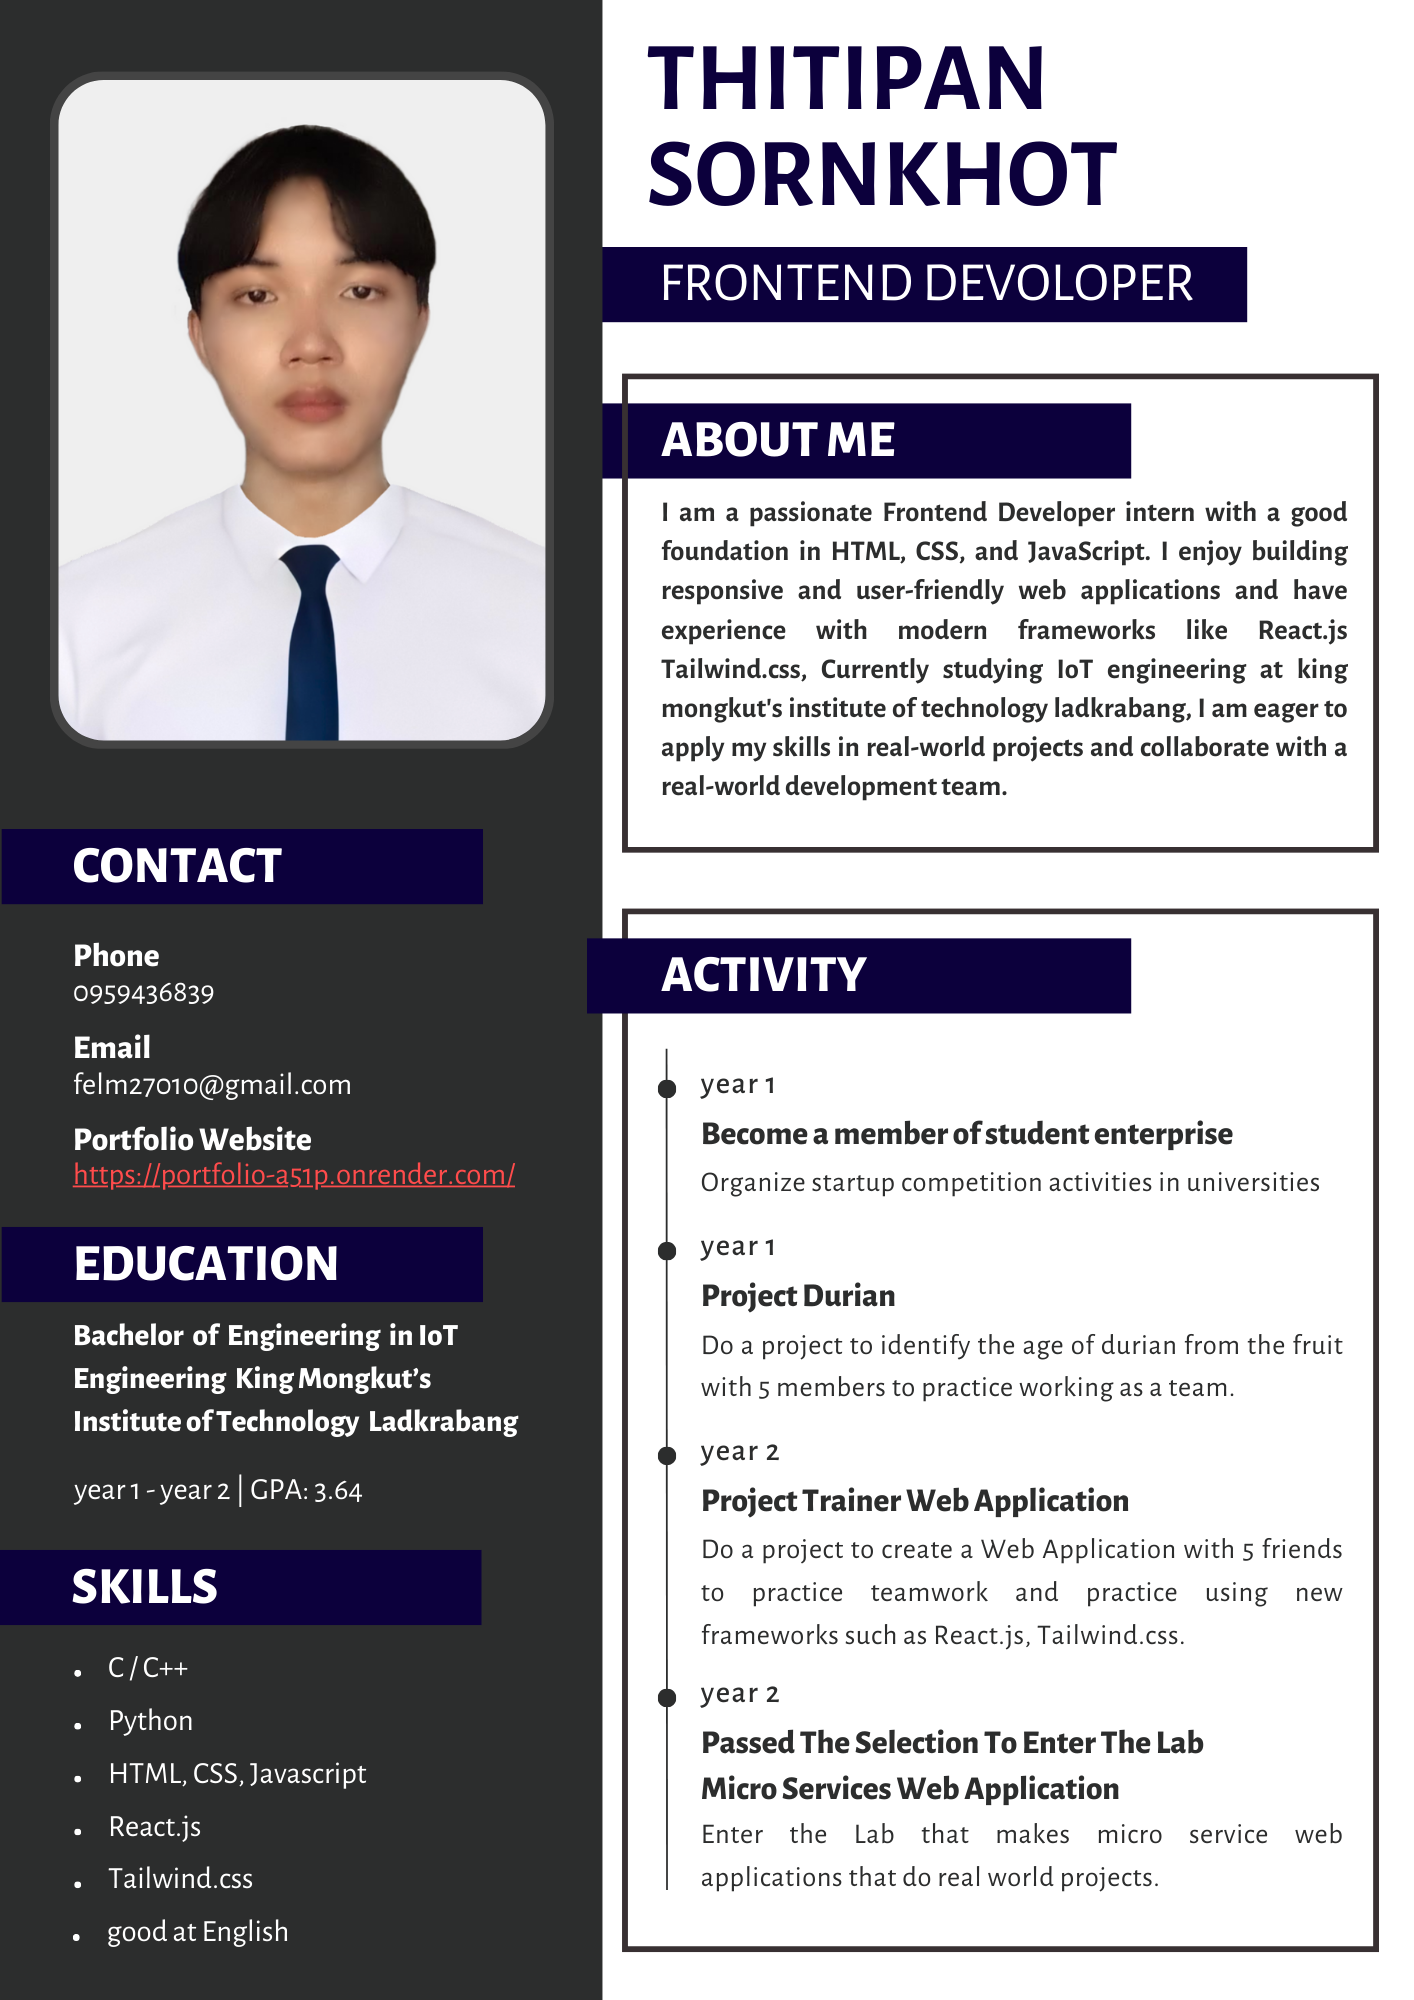 THITIPAN
SORNKHOT
FRONTEND DEVOLOPER
ABOUT ME
I am a passionate Frontend Developer intern with a good
foundation in HTML, CSS, and JavaScript. I enjoy building
responsive and user-friendly web applications and have
experience with modern frameworks like React.js
Tailwind.css, Currently studying IoT engineering at king
mongkut's institute of technology ladkrabang, I am eager to
apply my skills in real-world projects and collaborate with a
real-world development team.
CONTACT
Phone
0959436839
Email
felm27010@gmail.com
Portfolio Website
https://portfolio-a51p.onrender.com/
EDUCATION
Bachelor of Engineering in IoT
Engineering King Mongkut’s
Institute of Technology Ladkrabang
year 1 - year 2 | GPA: 3.64
SKILLS
C / C++
Python
HTML, CSS, Javascript
React.js
Tailwind.css
good at English
ACTIVITY
year 1
Become a member of student enterprise
Organize startup competition activities in universities
year 1
Project Durian
Do a project to identify the age of durian from the fruit
with 5 members to practice working as a team.
year 2
Project Trainer Web Application
Do a project to create a Web Application with 5 friends
to practice teamwork and practice using new
frameworks such as React.js, Tailwind.css.
year 2
Passed The Selection To Enter The Lab
Micro Services Web Application
Enter the Lab that makes micro service web
applications that do real world projects.